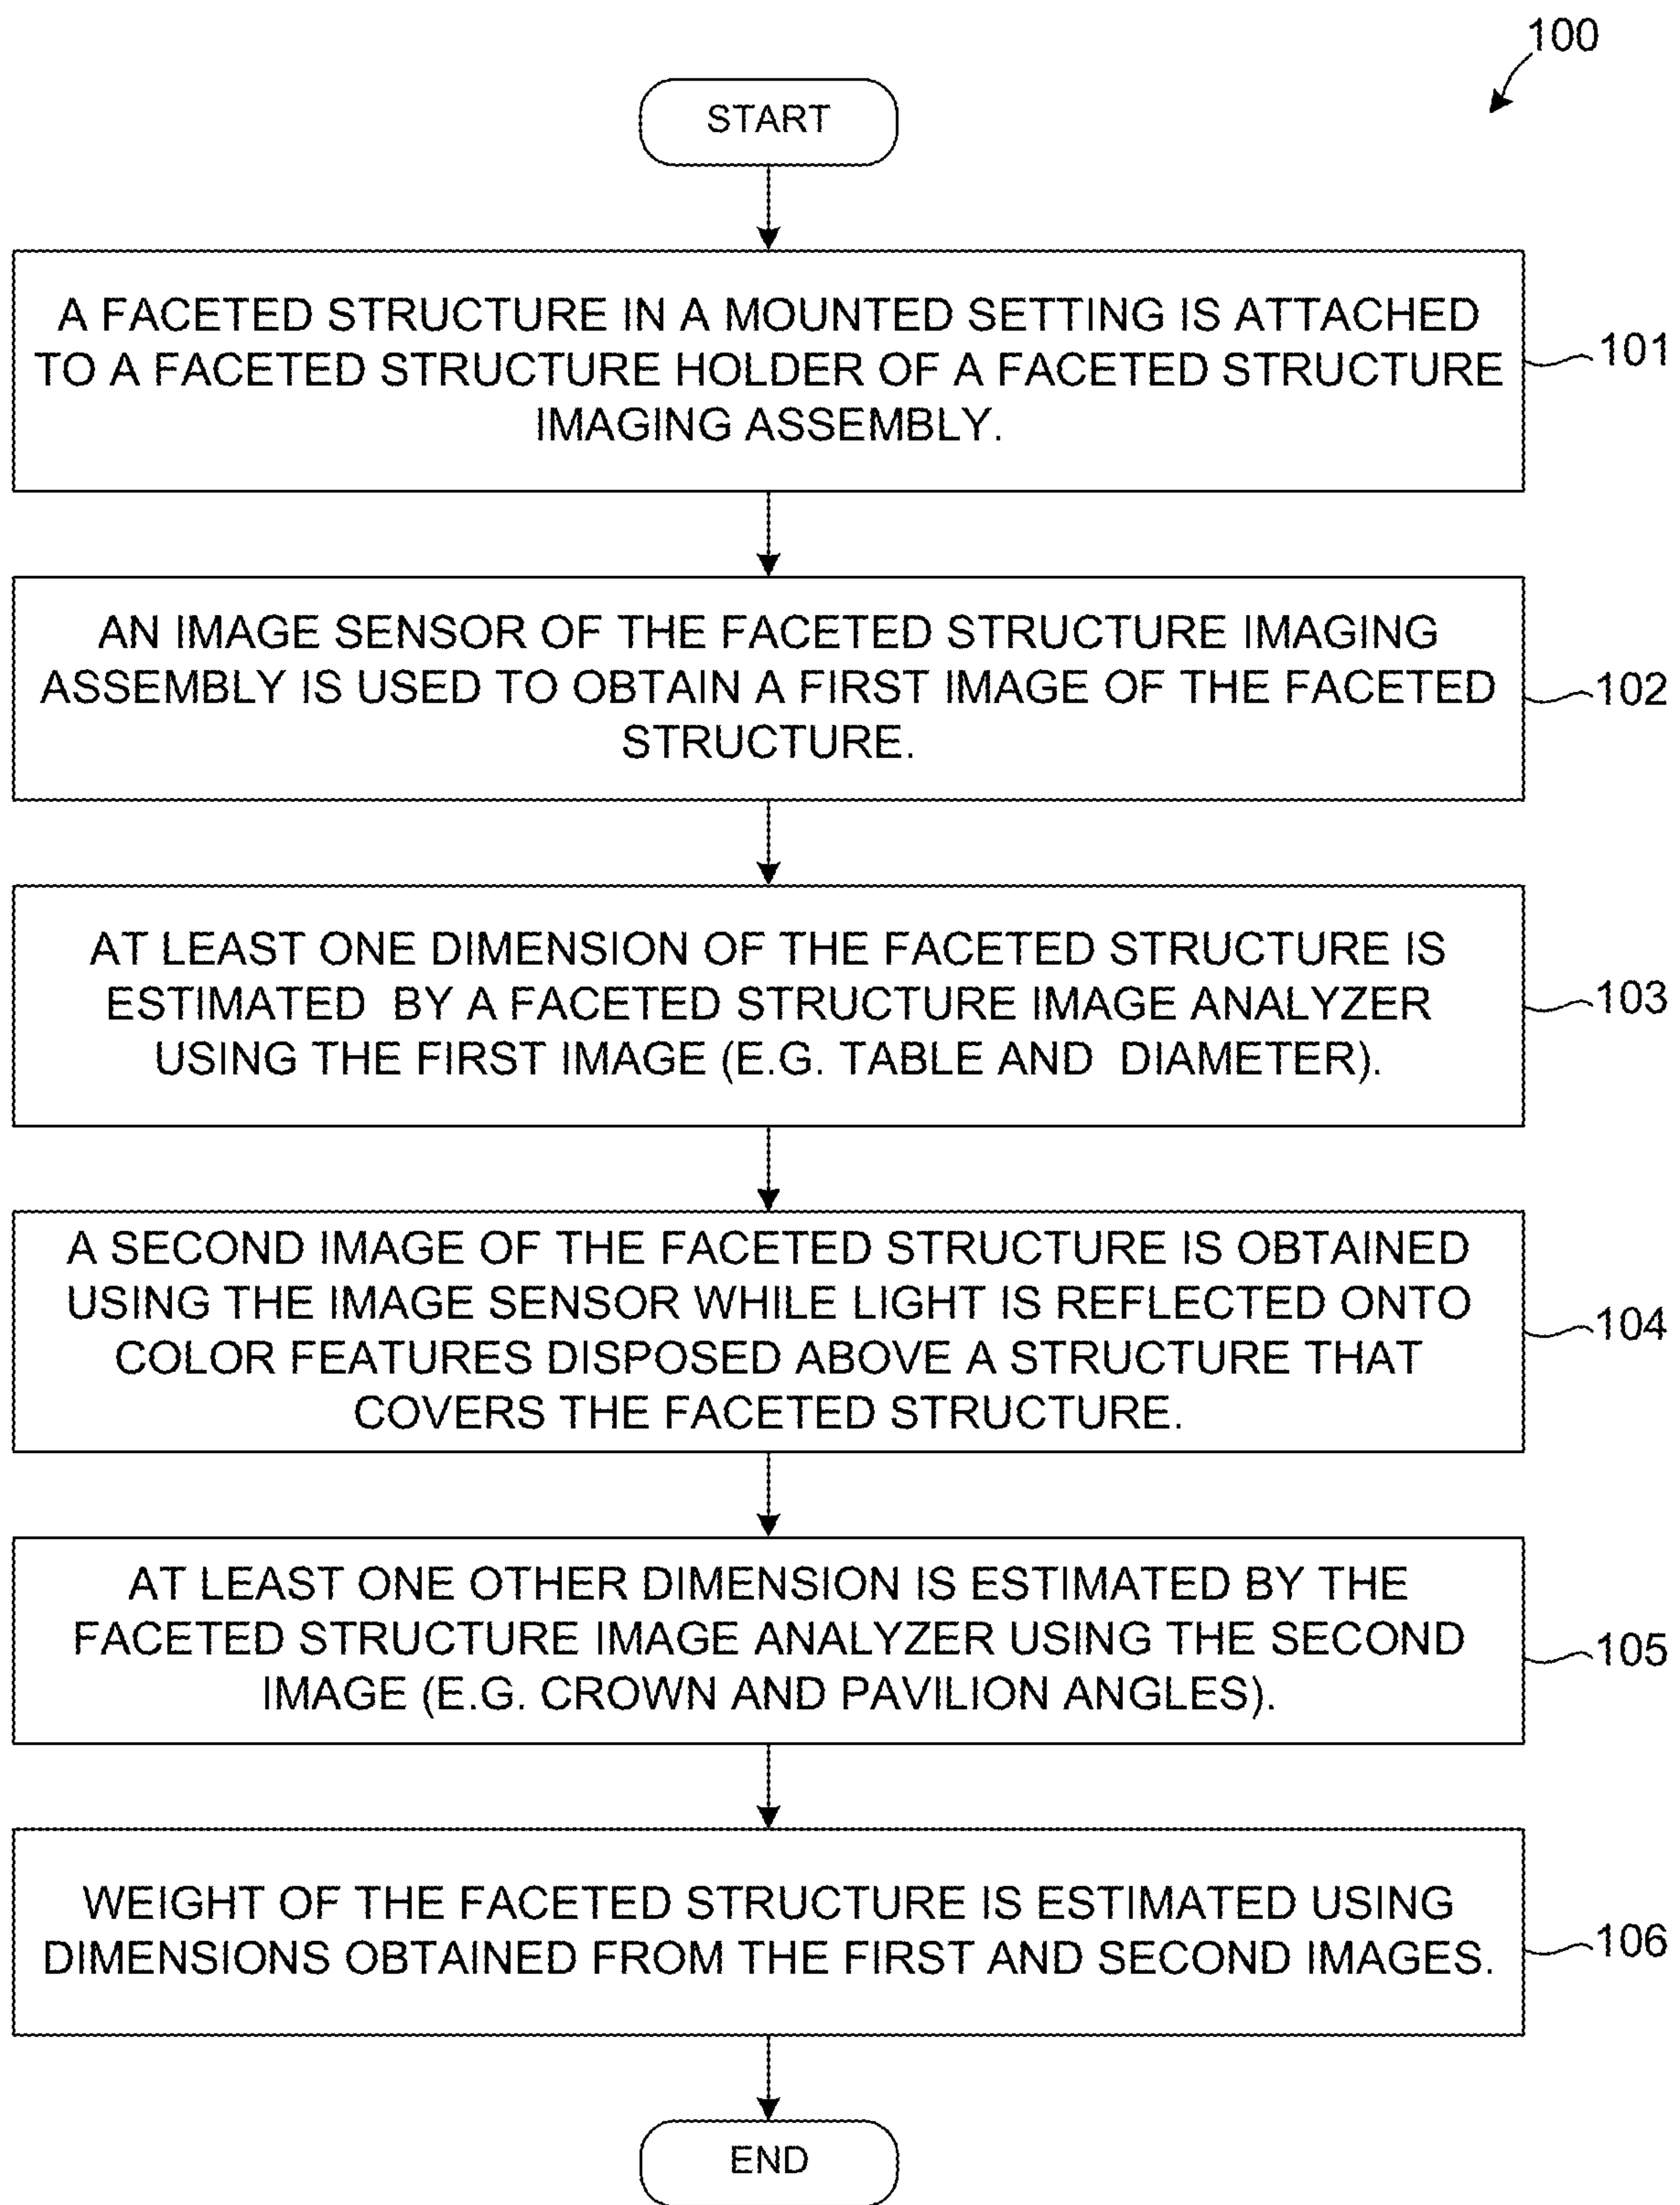 100
START
A FACETED STRUCTURE IN A MOUNTED SETTING IS ATTACHED
TO A FACETED STRUCTURE HOLDER OF A FACETED STRUCTURE
IMAGING ASSEMBLY.
101
AN IMAGE SENSOR OF THE FACETED STRUCTURE IMAGING
ASSEMBLY IS USED TO OBTAIN A FIRST IMAGE OF THE FACETED
STRUCTURE.
102
AT LEAST ONE DIMENSION OF THE FACETED STRUCTURE IS
ESTIMATED BY A FACETED STRUCTURE IMAGE ANALYZER
USING THE FIRST IMAGE (E.G. TABLE AND DIAMETER).
103
A SECOND IMAGE OF THE FACETED STRUCTURE IS OBTAINED
USING THE IMAGE SENSOR WHILE LIGHT IS REFLECTED ONTO
COLOR FEATURES DISPOSED ABOVE A STRUCTURE THAT
COVERS THE FACETED STRUCTURE.
104
AT LEAST ONE OTHER DIMENSION IS ESTIMATED BY THE
FACETED STRUCTURE IMAGE ANALYZER USING THE SECOND
IMAGE (E.G. CROWN AND PAVILION ANGLES).
105
WEIGHT OF THE FACETED STRUCTURE IS ESTIMATED USING
DIMENSIONS OBTAINED FROM THE FIRST AND SECOND IMAGES.
106
END